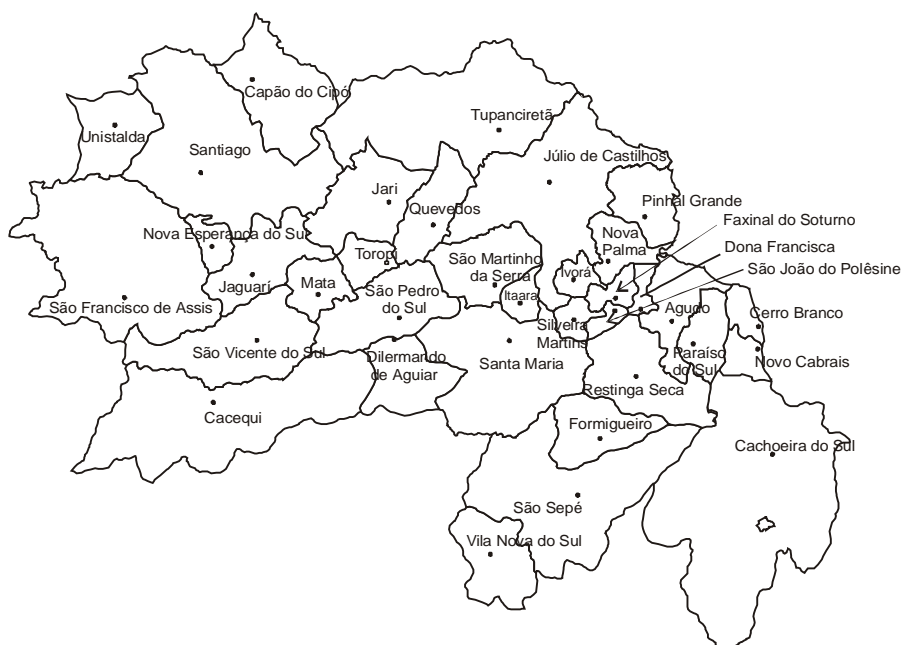 Capão do Cipó
Tupanciretã
Unistalda
Santiago
Júlio de Castilhos
Jari
Pinhal Grande
Quevedos
Faxinal do Soturno
Nova Esperança do Sul
Nova
Palma
Dona Francisca
Toropi
São Martinho
da Serra
São João do Polêsine
Ivorá
Jaguari
Mata
São Pedro
do Sul
Itaara
São Francisco de Assis
Agudo
Cerro Branco
Silveira
Martins
São Vicente do Sul
Dilermando
de Aguiar
Santa Maria
Paraíso
do Sul
Novo Cabrais
Restinga Seca
Cacequi
Formigueiro
Cachoeira do Sul
São Sepé
Vila Nova do Sul